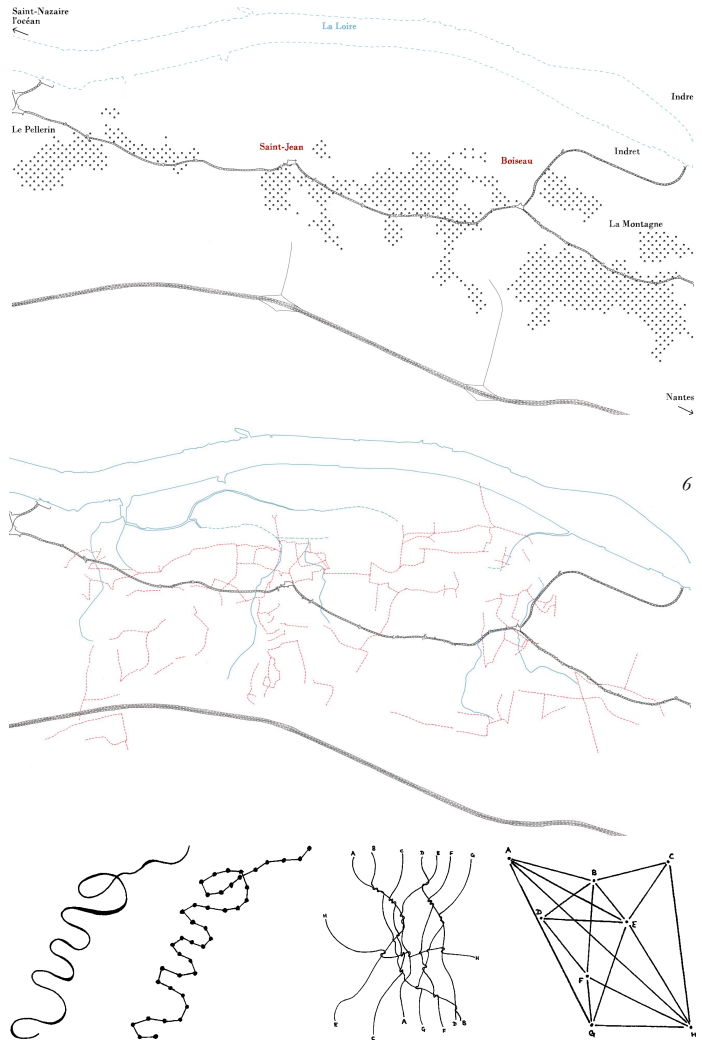 Saint-Nazaire
l'océan
La Loire
Indre
Le Pellerin
Saint-Jean
Boiseau
Indret
La Montagne
Nantes
6
A
B
C
D
E
F
G
H
H
E
C
A
G
F
D
B
A
B
C
D
E
F
G
H